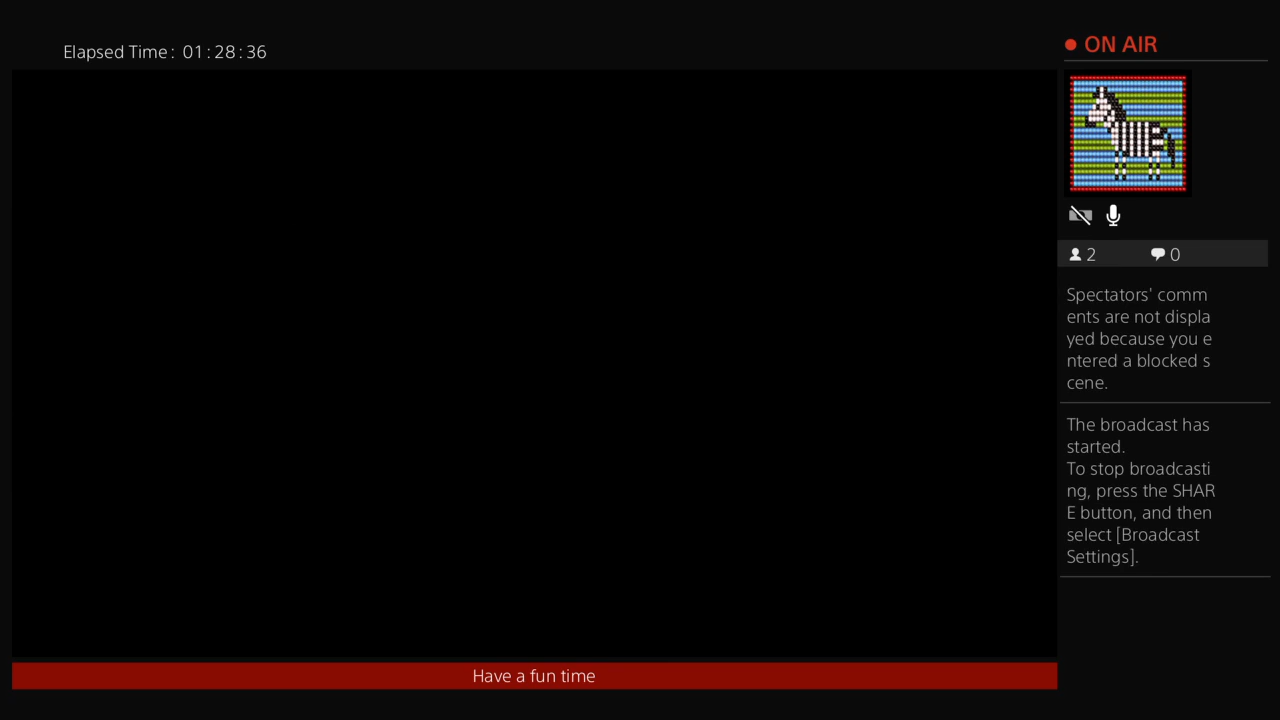 Elapsed Time: 01:28:36
ON AIR
2 0
Spectators' comm
ents are not displa
yed because you e
ntered a blocked s
cene.
The broadcast has
started.
To stop broadcasti
ng, press the SHAR
E button, and then
select [Broadcast
Settings].
Have a fun time